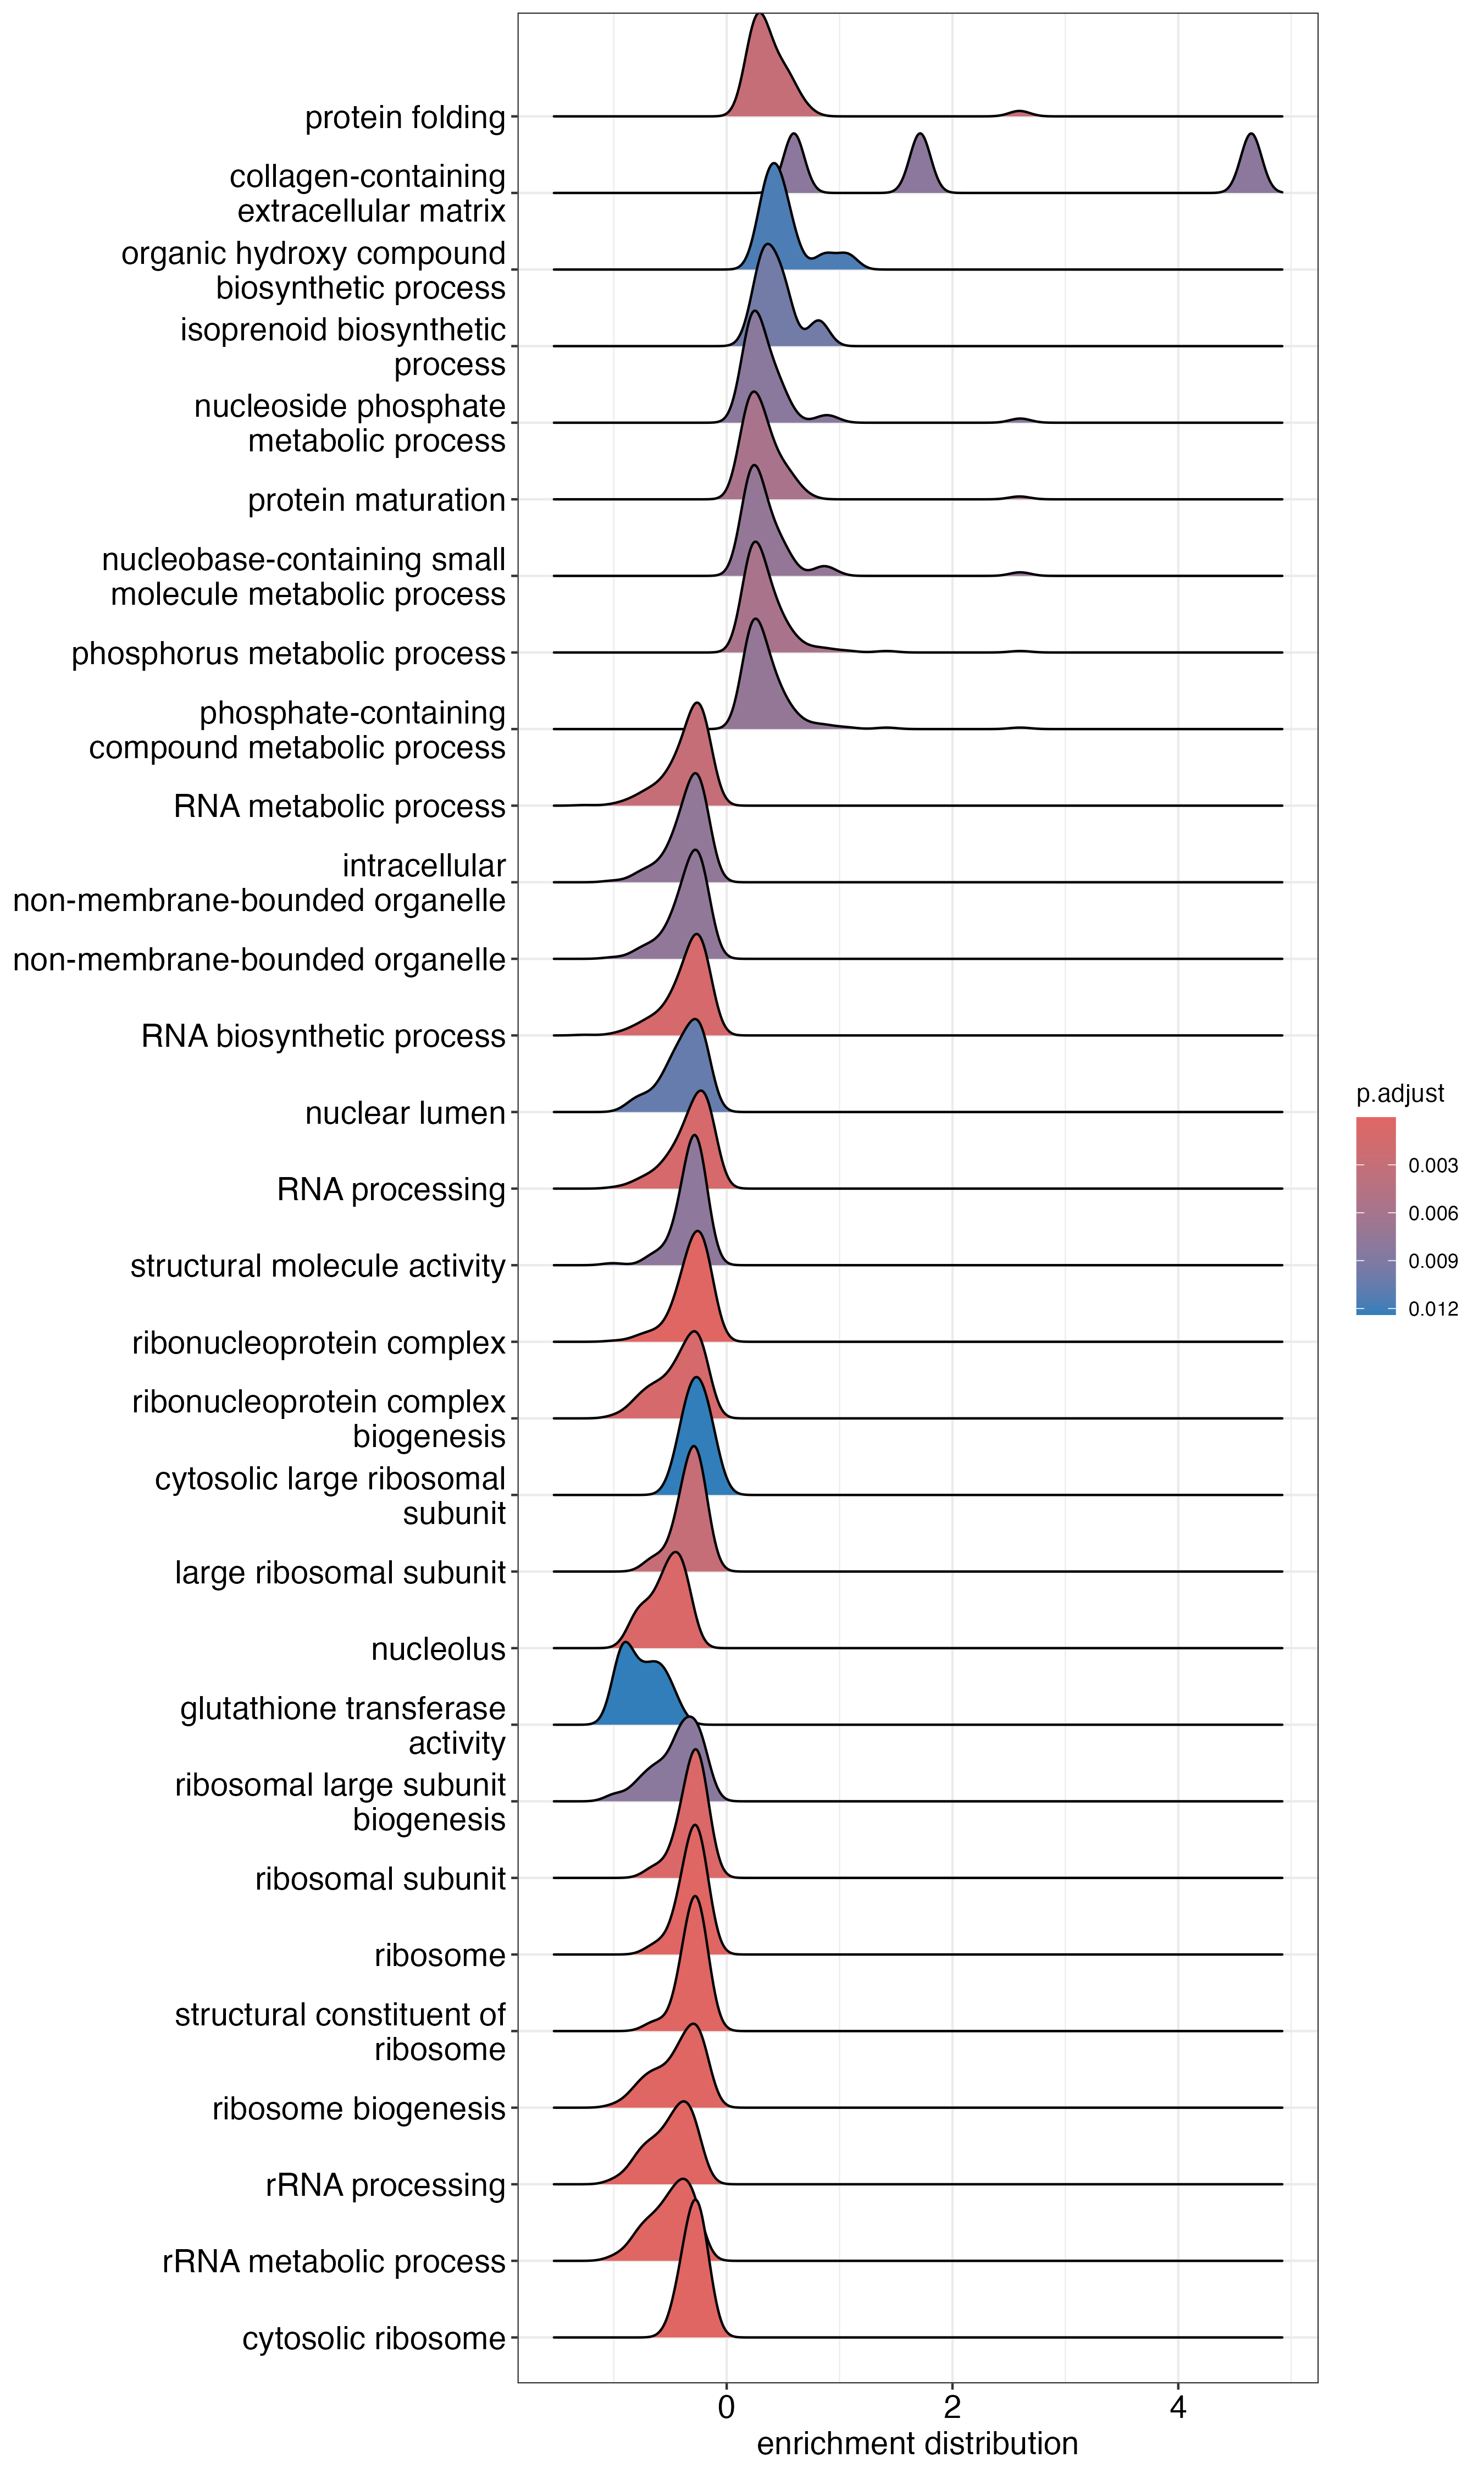 protein folding
collagen-containing
extracellular matrix
organic hydroxy compound
biosynthetic process
isoprenoid biosynthetic
process
nucleoside phosphate
metabolic process
protein maturation
nucleobase-containing small
molecule metabolic process
phosphorus metabolic process
phosphate-containing
compound metabolic process
RNA metabolic process
intracellular
non-membrane-bounded organelle
non-membrane-bounded organelle
RNA biosynthetic process
nuclear lumen
RNA processing
structural molecule activity
ribonucleoprotein complex
ribonucleoprotein complex
biogenesis
cytosolic large ribosomal
subunit
large ribosomal subunit
nucleolus
glutathione transferase
activity
ribosomal large subunit
biogenesis
ribosomal subunit
ribosome
structural constituent of
ribosome
ribosome biogenesis
rRNA processing
rRNA metabolic process
cytosolic ribosome
0 2 4
enrichment distribution
p.adjust
0.003
0.006
0.009
0.012